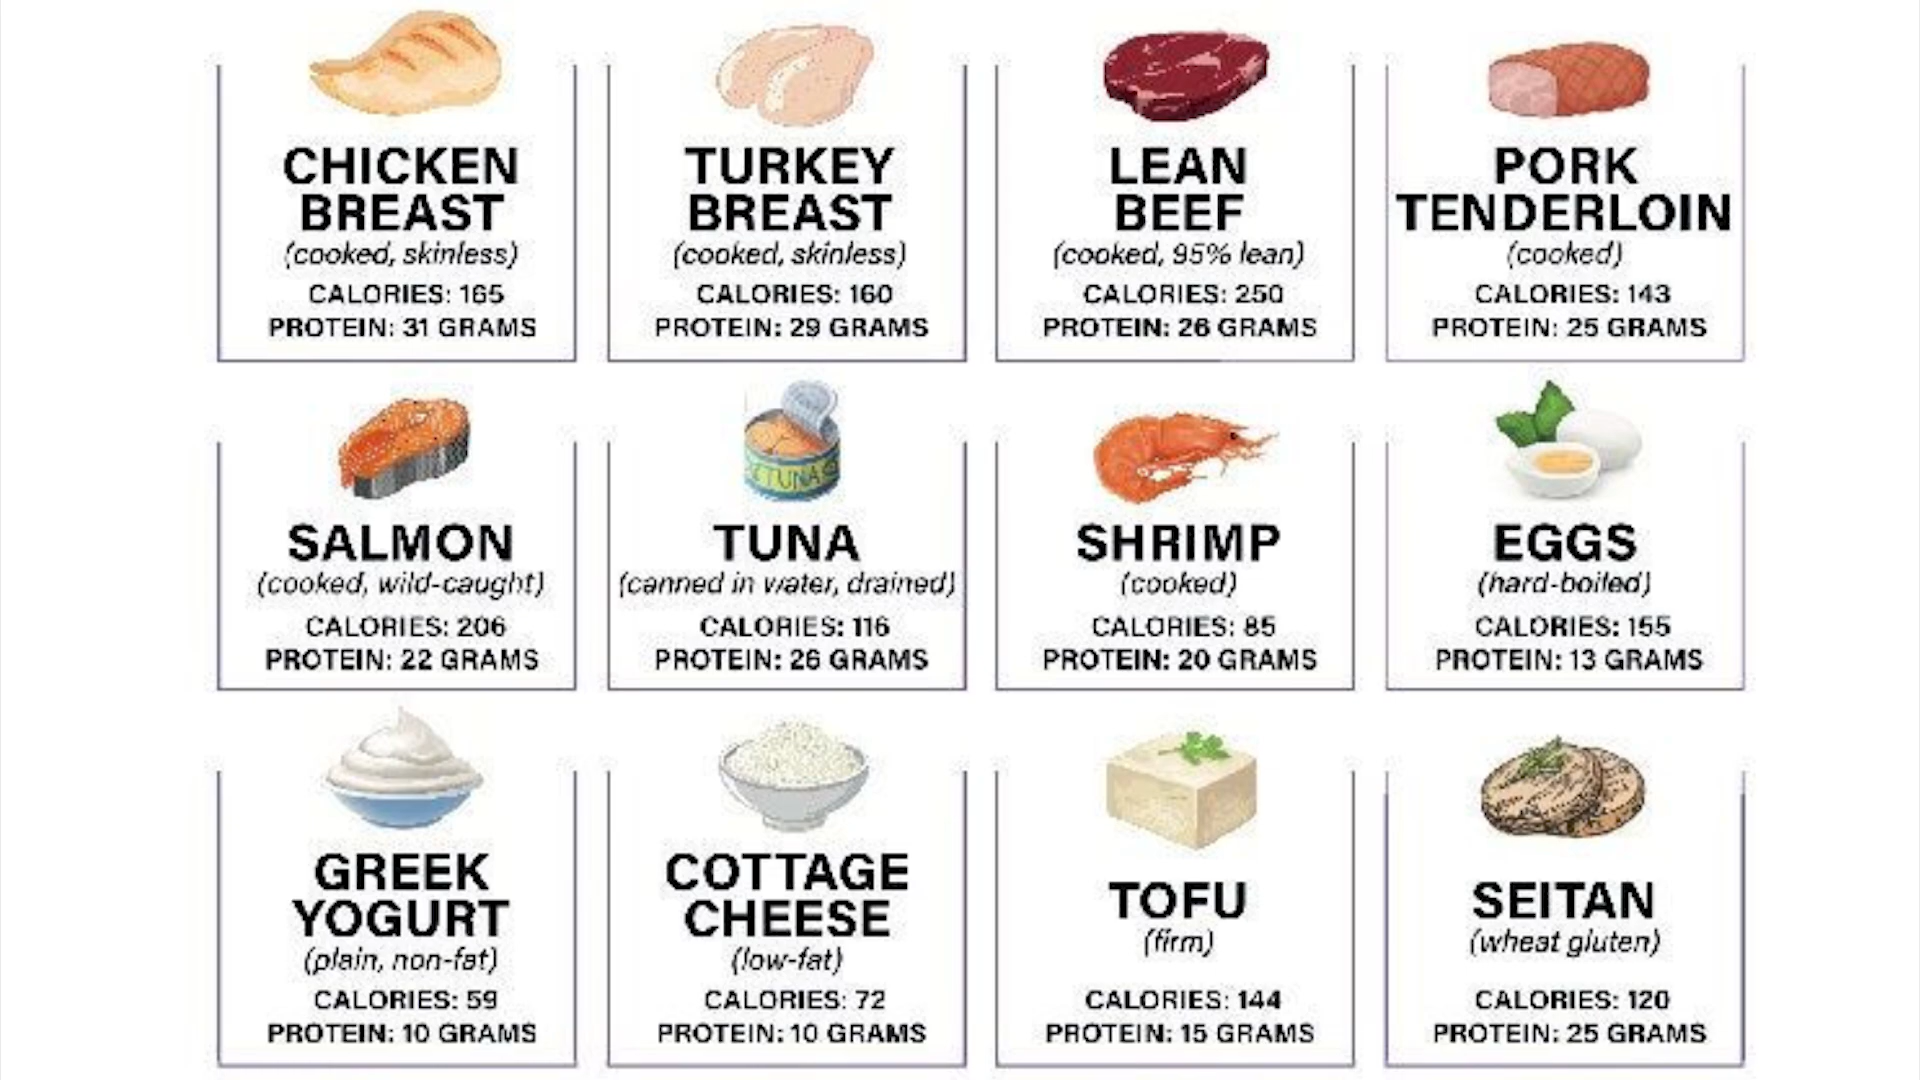 CHICKEN
BREAST
(cooked, skinless)
CALORIES: 165
PROTEIN: 31 GRAMS
TURKEY
BREAST
(cooked, skinless)
CALORIES: 160
PROTEIN: 29 GRAMS
LEAN
BEEF
(cooked, 95% lean)
CALORIES: 250
PROTEIN: 26 GRAMS
PORK
TENDERLOIN
(cooked)
CALORIES: 143
PROTEIN: 25 GRAMS
SALMON
(cooked, wild-caught)
CALORIES: 206
PROTEIN: 22 GRAMS
TUNA
TUNA
(canned in water, drained)
CALORIES: 116
PROTEIN: 26 GRAMS
SHRIMP
(cooked)
CALORIES: 85
PROTEIN: 20 GRAMS
EGGS
(hard-boiled)
CALORIES: 155
PROTEIN: 13 GRAMS
GREEK
YOGURT
(plain, non-fat)
CALORIES: 59
PROTEIN: 10 GRAMS
COTTAGE
CHEESE
(low-fat)
CALORIES: 72
PROTEIN: 10 GRAMS
TOFU
(firm)
CALORIES: 144
PROTEIN: 15 GRAMS
SEITAN
(wheat gluten)
CALORIES: 120
PROTEIN: 25 GRAMS